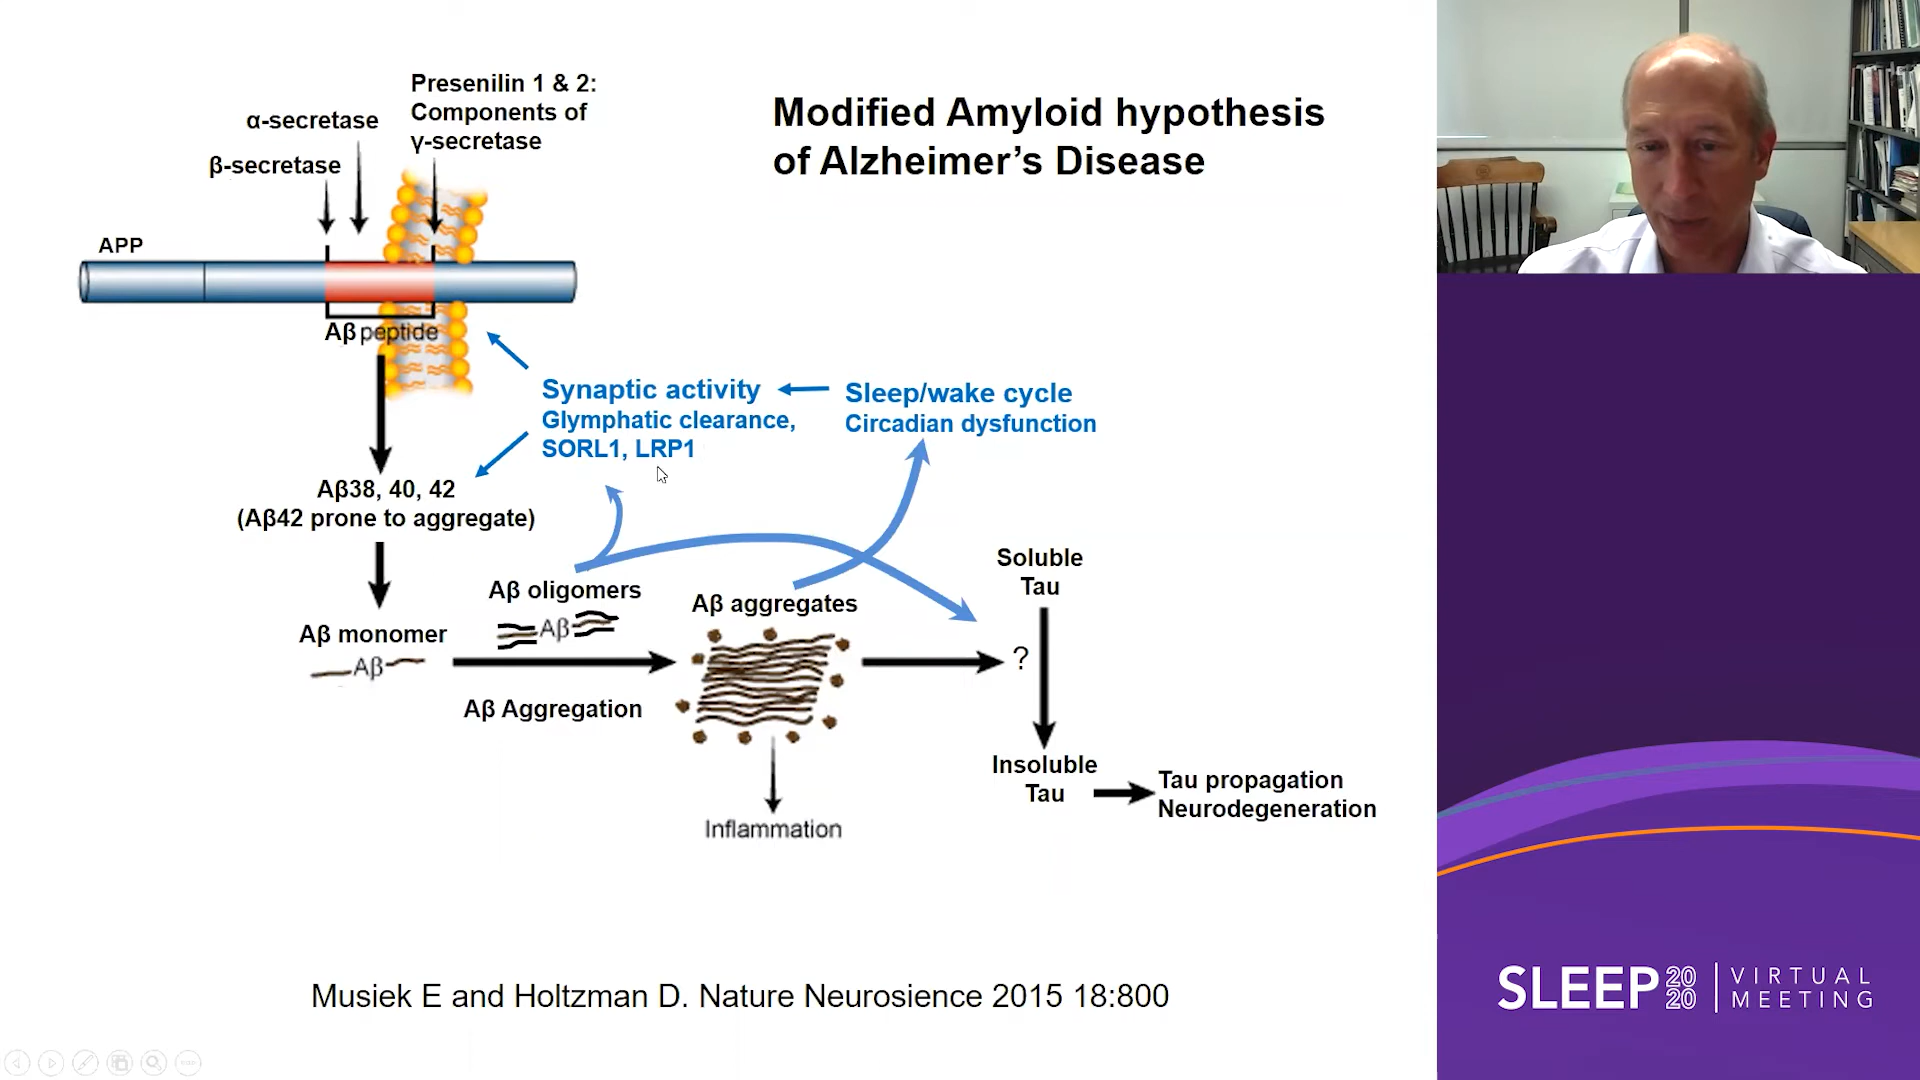 Modified Amyloid hypothesis
of Alzheimer’s Disease
Presenilin 1 & 2:
Components of
γ-secretase
α-secretase
β-secretase
APP
Aβ peptide
Synaptic activity
Glymphatic clearance,
SORL1, LRP1
Sleep/wake cycle
Circadian dysfunction
Aβ38, 40, 42
(Aβ42 prone to aggregate)
Aβ monomer
Aβ
Aβ oligomers
Aβ
Aβ Aggregation
Aβ aggregates
Inflammation
Soluble
Tau
?
Insoluble
Tau
Tau propagation
Neurodegeneration
Musiek E and Holtzman D. Nature Neurosience 2015 18:800
SLEEP 2020 VIRTUAL
MEETING